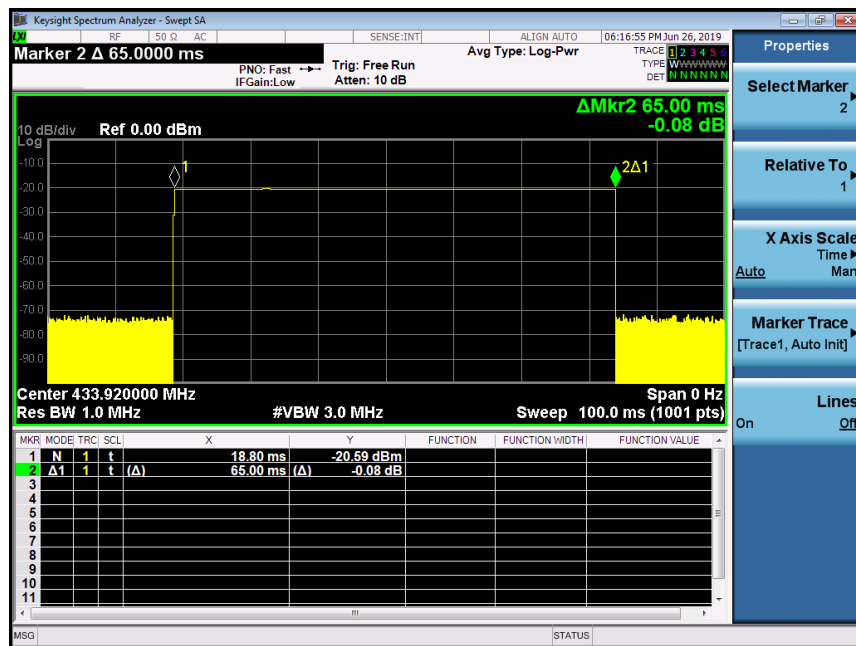 Keysight Spectrum Analyzer - Swept SA
LXI
RF
50 Ω
AC
SENSE:INT
ALIGN AUTO
06:16:55 PM Jun 26, 2019
Marker 2 Δ 65.0000 ms
PNO: Fast
IFGain:Low
Trig: Free Run
Atten: 10 dB
Avg Type: Log-Pwr
TRACE 1 2 3 4 5 6
TYPE WWWWWW
DET N N N N N N
ΔMkr2 65.00 ms
-0.08 dB
10 dB/div
Log
Ref 0.00 dBm
-10.0
-20.0
-30.0
-40.0
-50.0
-60.0
-70.0
-80.0
-90.0
1
2Δ1
Center 433.920000 MHz
Span 0 Hz
Res BW 1.0 MHz
#VBW 3.0 MHz
Sweep 100.0 ms (1001 pts)
MKR MODE TRC SCL X Y FUNCTION FUNCTION WIDTH FUNCTION VALUE
1 N 1 t 18.80 ms -20.59 dBm
2 Δ1 1 t (Δ) 65.00 ms (Δ) -0.08 dB
3
4
5
6
7
8
9
10
11
MSG
STATUS
Properties
Select Marker
2
Relative To
1
X Axis Scale
Time
Auto Man
Marker Trace
[Trace1, Auto Init]
Lines
On Off